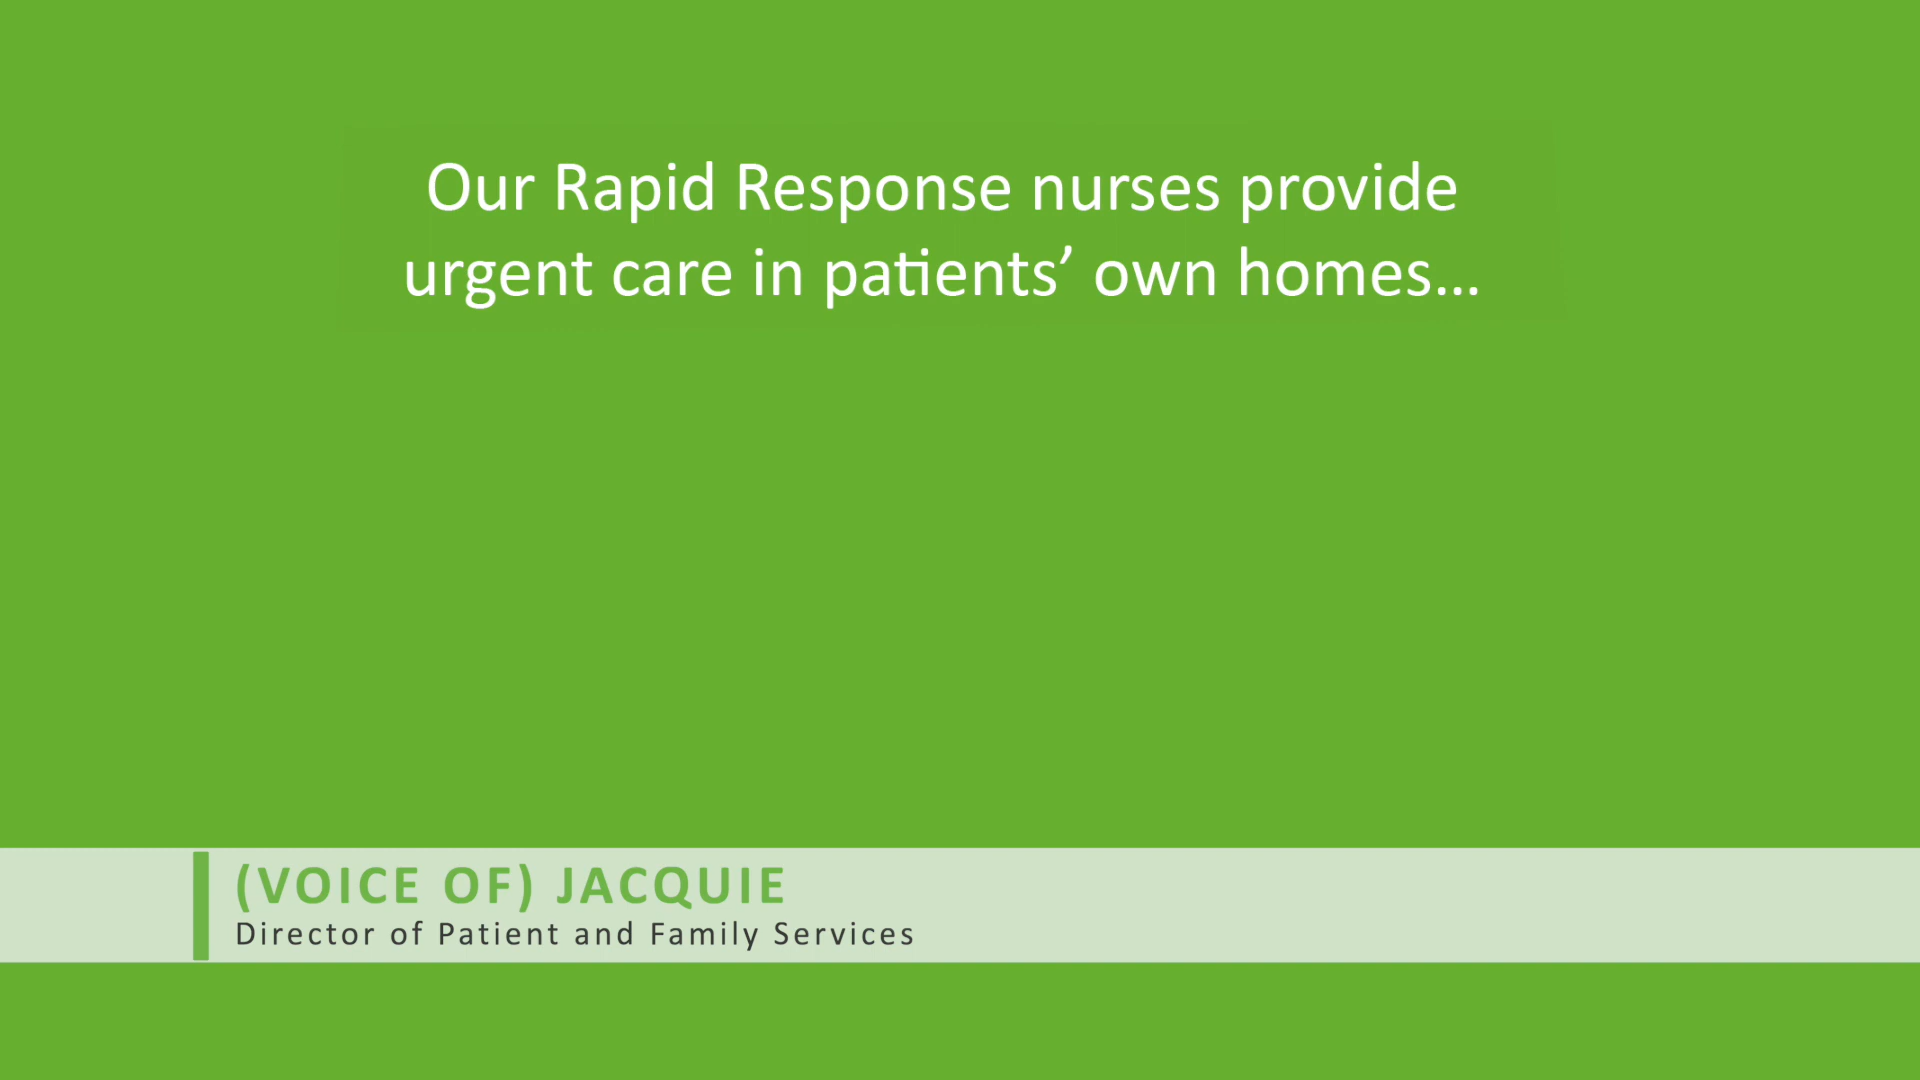 Our Rapid Response nurses provide
urgent care in patients’ own homes...
(VOICE OF) JACQUIE
Director of Patient and Family Services